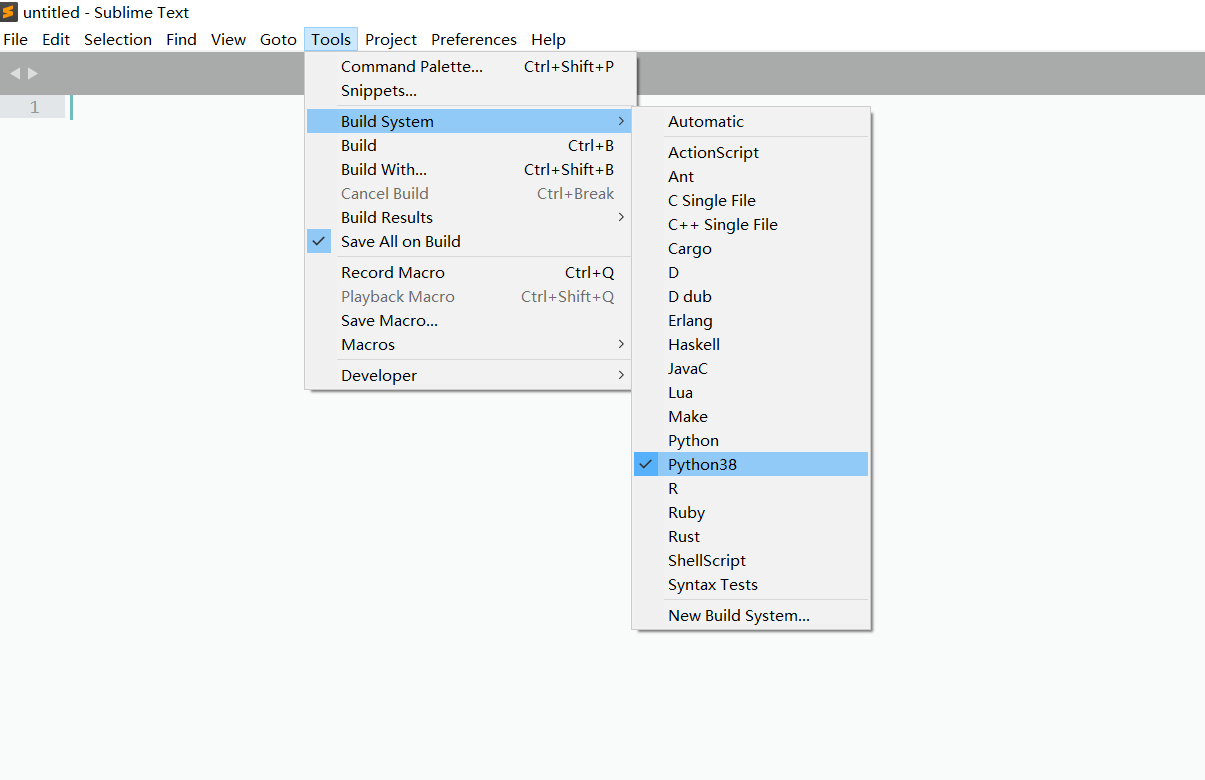 untitled - Sublime Text
File Edit Selection Find View Goto Tools Project Preferences Help
1
Command Palette... Ctrl+Shift+P
Snippets...
Build System
Build Ctrl+B
Build With... Ctrl+Shift+B
Cancel Build Ctrl+Break
Build Results
Save All on Build
Record Macro Ctrl+Q
Playback Macro Ctrl+Shift+Q
Save Macro...
Macros
Developer
Automatic
ActionScript
Ant
C Single File
C++ Single File
Cargo
D
D dub
Erlang
Haskell
JavaC
Lua
Make
Python
Python38
R
Ruby
Rust
ShellScript
Syntax Tests
New Build System...